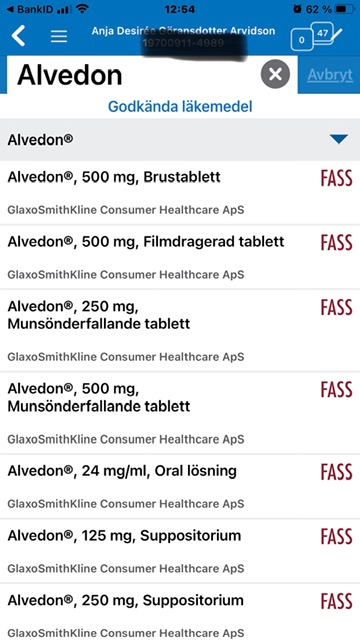 BankID
12:54
62 %
Anja Desirée Göransdotter Arvidson
0
47
Alvedon
Avbryt
Godkända läkemedel
Alvedon®
Alvedon®, 500 mg, Brustablett
FASS
GlaxoSmithKline Consumer Healthcare ApS
Alvedon®, 500 mg, Filmdragerad tablett
FASS
GlaxoSmithKline Consumer Healthcare ApS
Alvedon®, 250 mg,
Munsönderfallande tablett
FASS
GlaxoSmithKline Consumer Healthcare ApS
Alvedon®, 500 mg,
Munsönderfallande tablett
FASS
GlaxoSmithKline Consumer Healthcare ApS
Alvedon®, 24 mg/ml, Oral lösning
FASS
GlaxoSmithKline Consumer Healthcare ApS
Alvedon®, 125 mg, Suppositorium
FASS
GlaxoSmithKline Consumer Healthcare ApS
Alvedon®, 250 mg, Suppositorium
FASS
GlaxoSmithKline Consumer Healthcare ApS